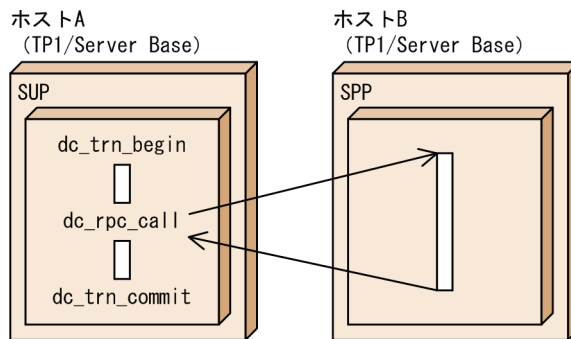 ホストA
（TP1/Server Base）
SUP
dc_trn_begin
dc_rpc_call
dc_trn_commit
ホストB
（TP1/Server Base）
SPP